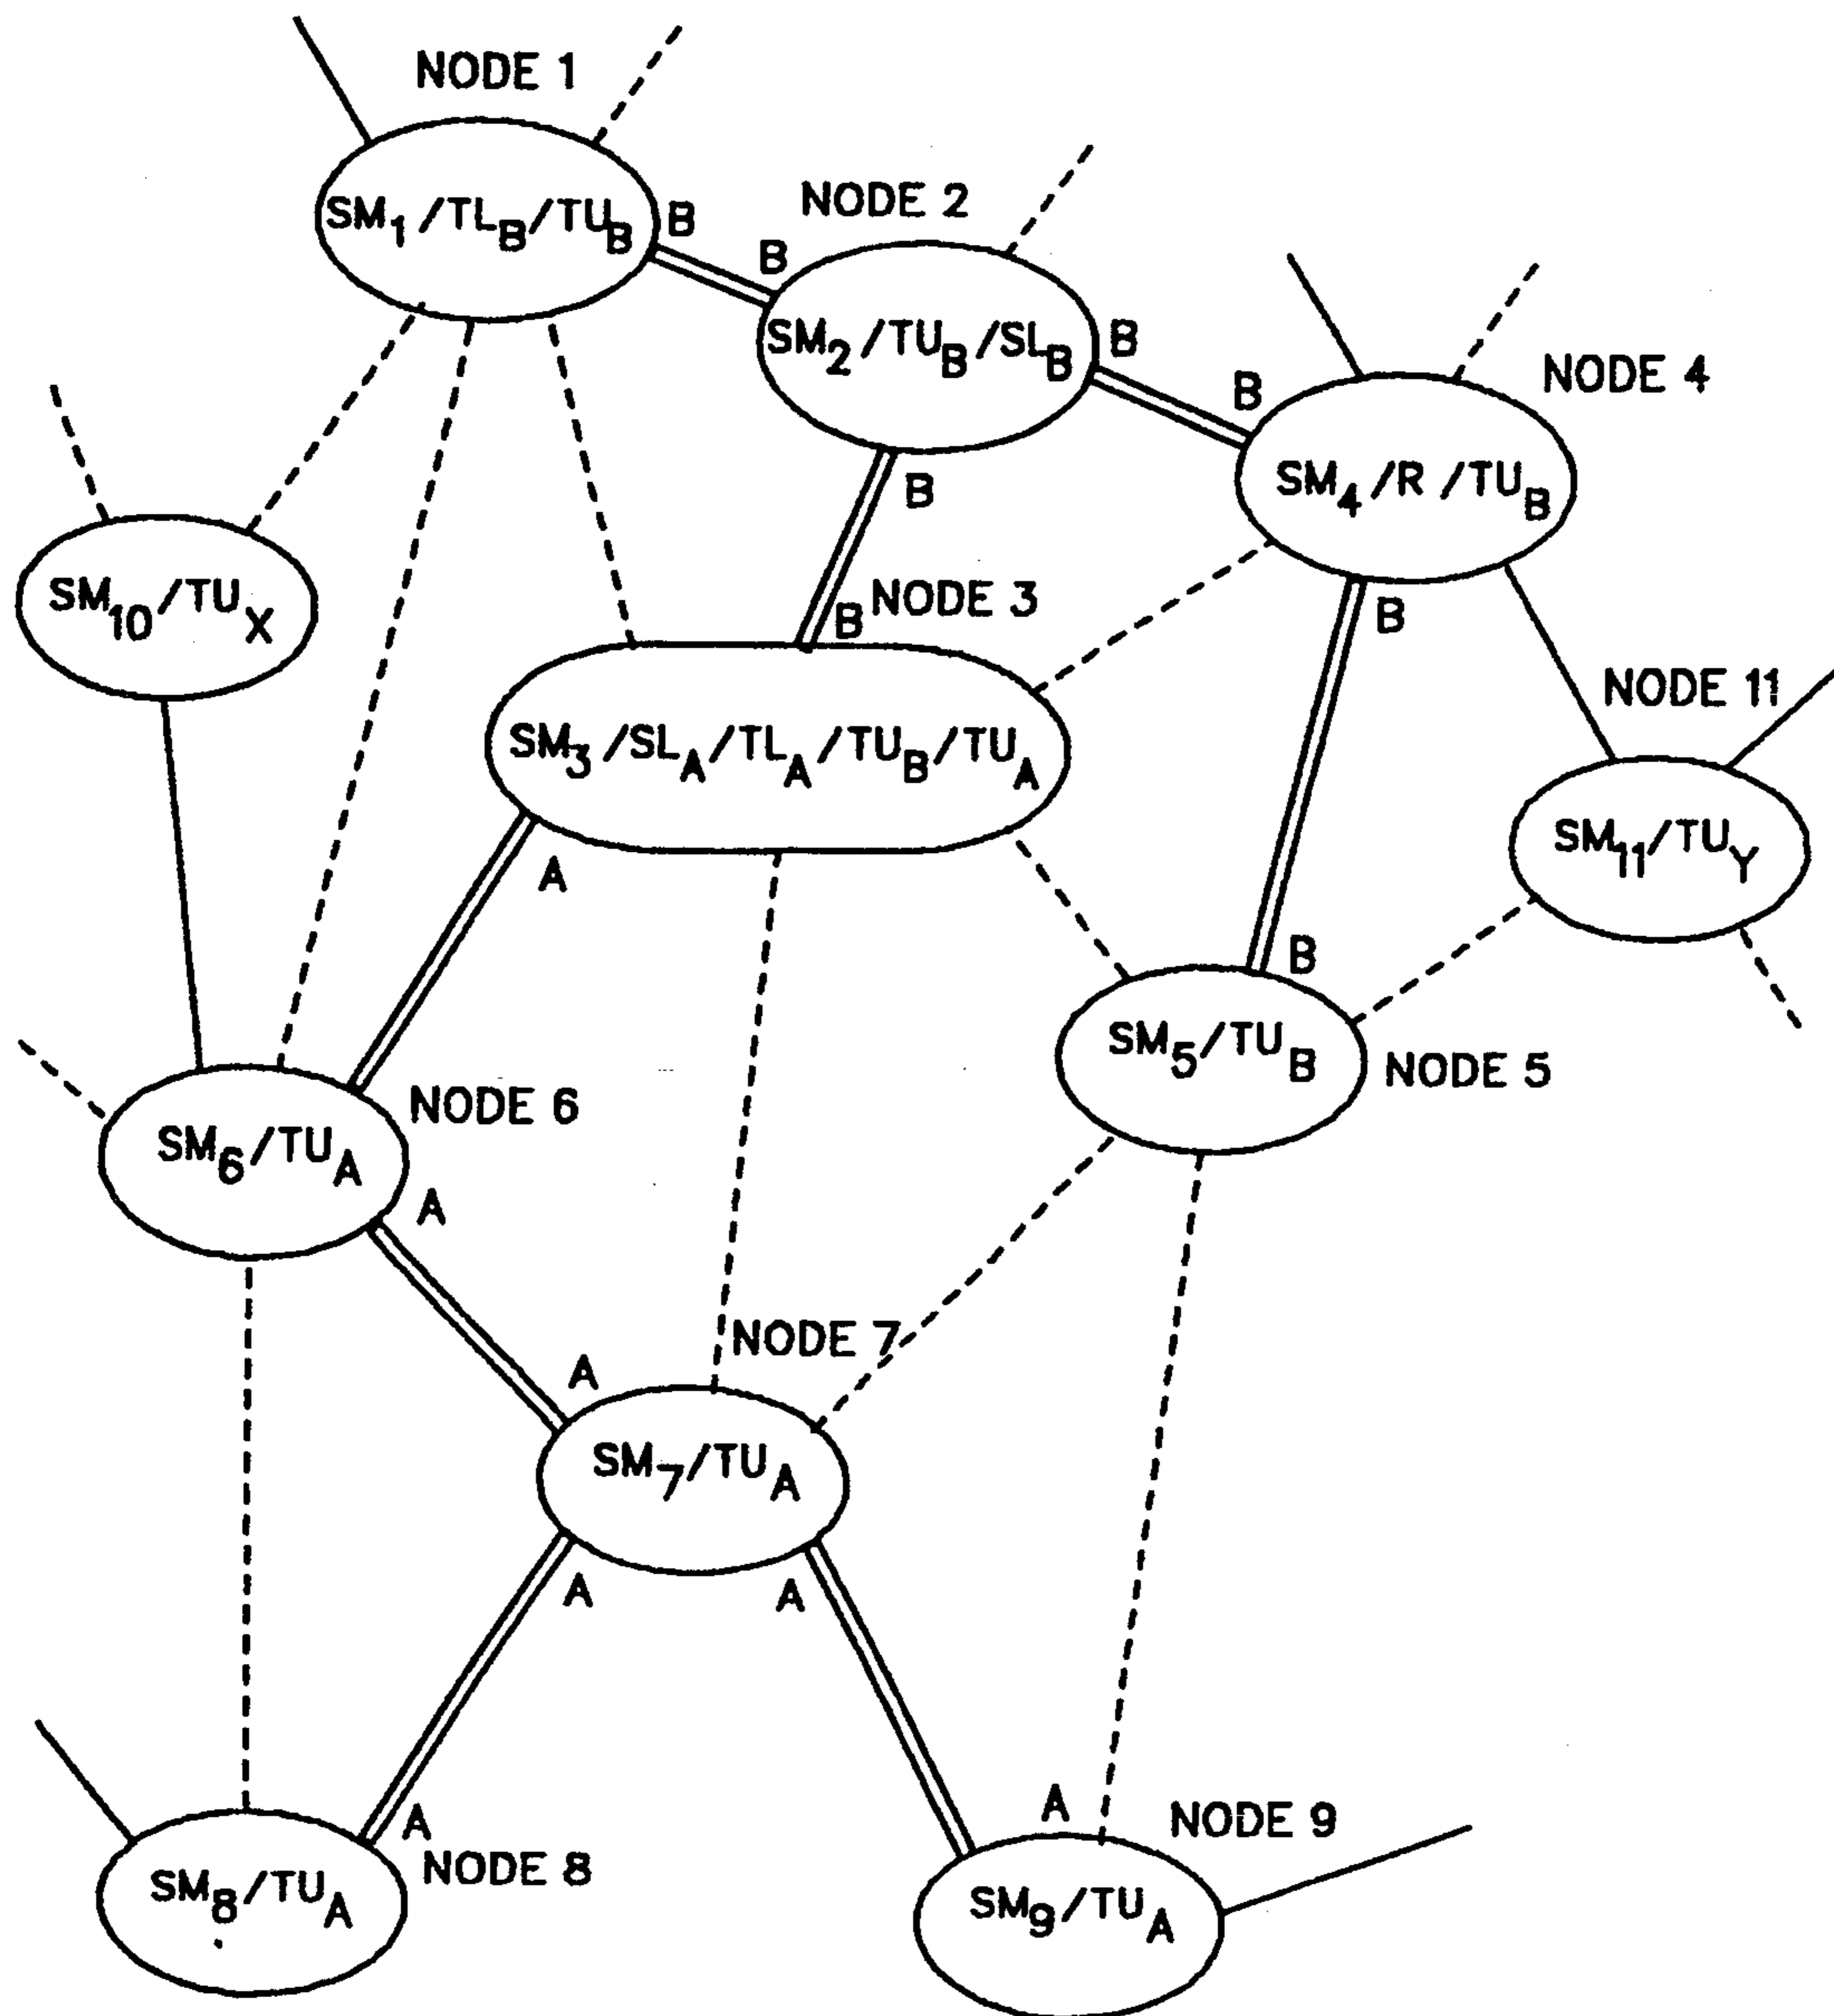 NODE 1
SM1/TLB/TUB
B
B
NODE 2
SM2/TUB/SLB
B
B
B
NODE 4
SM4/R/TUB
B
SM10/TUX
B
NODE 3
SM3/SLA/TLA/TUB/TUA
A
NODE 11
SM11/TUY
B
SM5/TUB
NODE 5
NODE 6
SM6/TUA
A
A
NODE 7
SM7/TUA
A
A
A
NODE 8
SM8/TUA
A
NODE 9
SM9/TUA